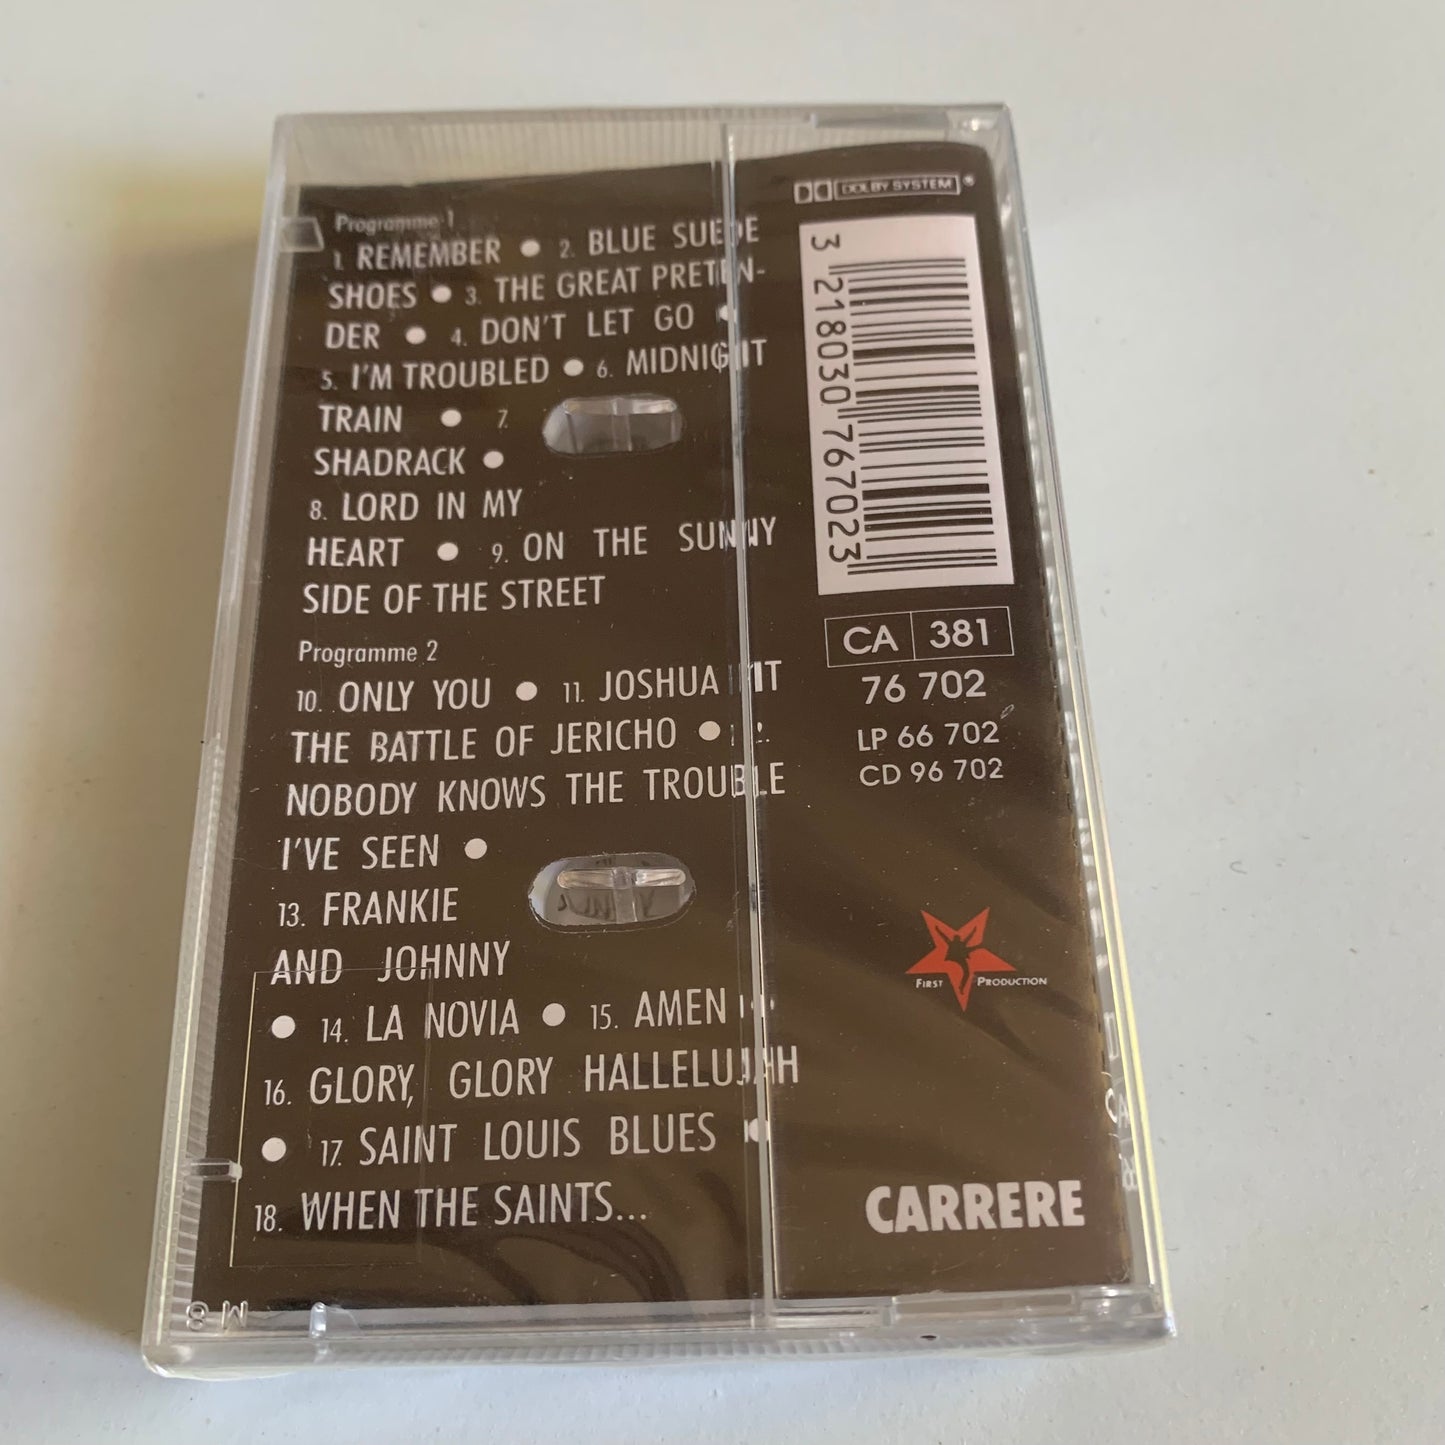 Programme 1
1. REMEMBER ● 2. BLUE SUEDE
SHOES ● 3. THE GREAT PRETEN-
DER ● 4. DON'T LET GO ●
5. I'M TROUBLED ● 6. MIDNIGHT
TRAIN ● 7.
SHADRACK ●
8. LORD IN MY
HEART ● 9. ON THE SUNNY
SIDE OF THE STREET
Programme 2
10. ONLY YOU ● 11. JOSHUA FIT
THE BATTLE OF JERICHO ● 12.
NOBODY KNOWS THE TROUBLE
I'VE SEEN ●
13. FRANKIE
AND JOHNNY
● 14. LA NOVIA ● 15. AMEN ●
16. GLORY, GLORY HALLELUJAH
● 17. SAINT LOUIS BLUES ●
18. WHEN THE SAINTS...
DOLBY SYSTEM ®
3 218030 767023
CA 381
76 702
LP 66 702
CD 96 702
FIRST PRODUCTION
CARRERE
M 8